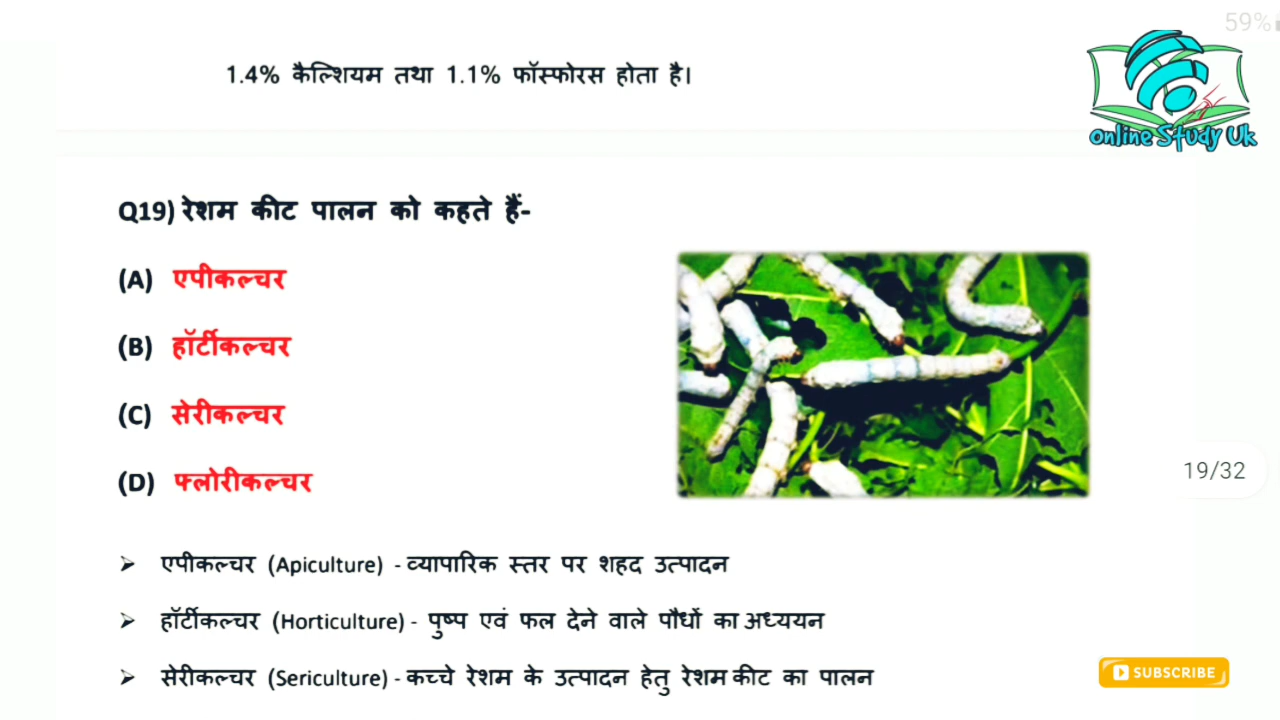 59%
1.4% कैल्शियम तथा 1.1% फॉस्फोरस होता है।
Online Study Uk
Q19) रेशम कीट पालन को कहते हैं-
(A) एपीकल्चर
(B) हॉर्टीकल्चर
(C) सेरीकल्चर
(D) फ्लोरीकल्चर
19/32
➢ एपीकल्चर (Apiculture) - व्यापारिक स्तर पर शहद उत्पादन
➢ हॉर्टीकल्चर (Horticulture) - पुष्प एवं फल देने वाले पौधों का अध्ययन
➢ सेरीकल्चर (Sericulture) - कच्चे रेशम के उत्पादन हेतु रेशम कीट का पालन
SUBSCRIBE